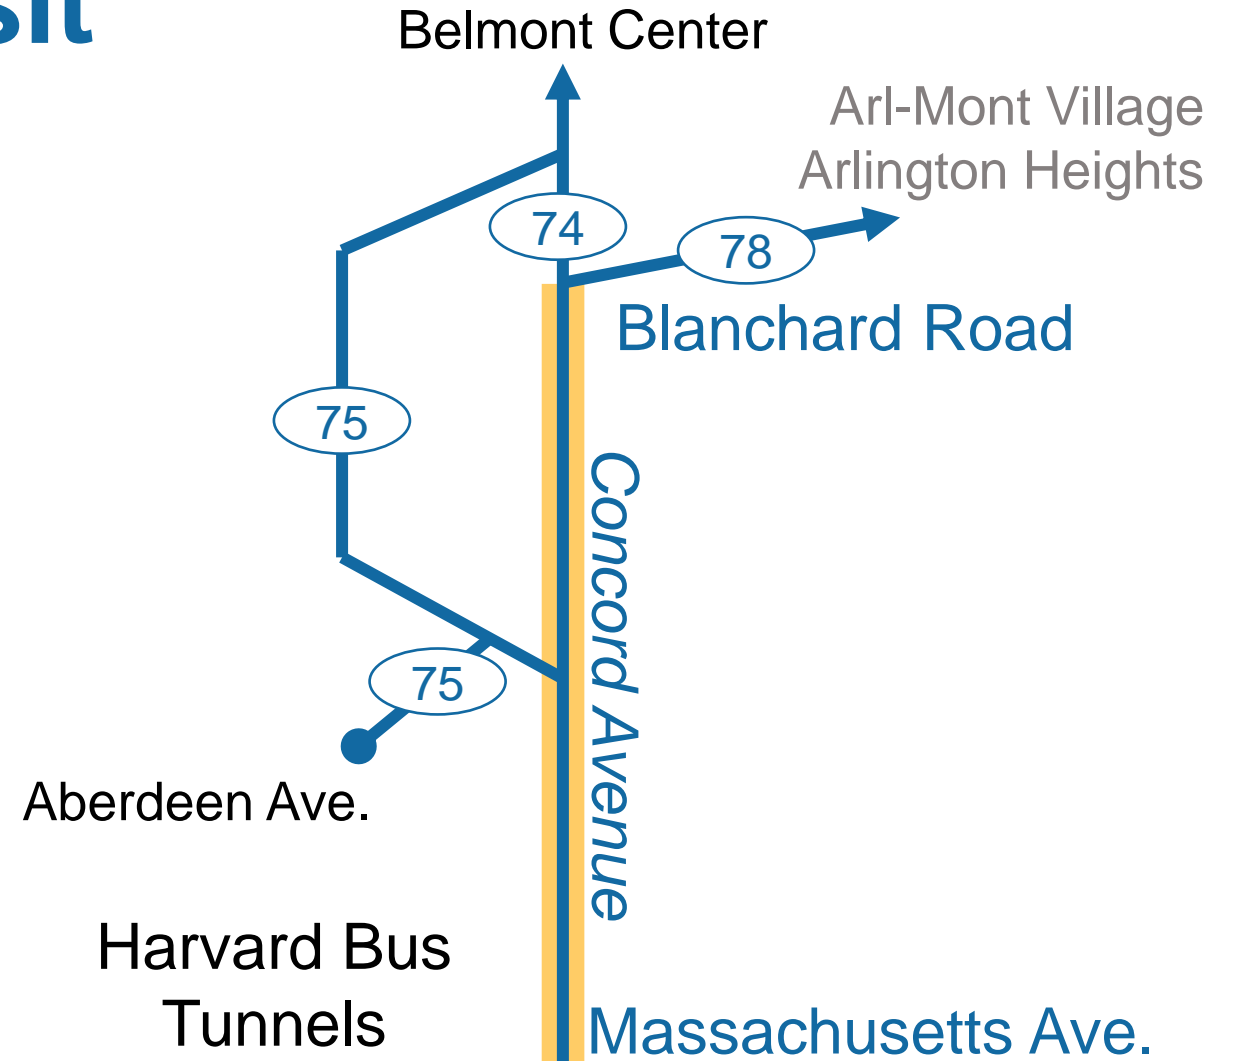 Belmont Center
Arl-Mont Village
Arlington Heights
74
78
Blanchard Road
75
Concord Avenue
75
Aberdeen Ave.
Harvard Bus
Tunnels
Massachusetts Ave.